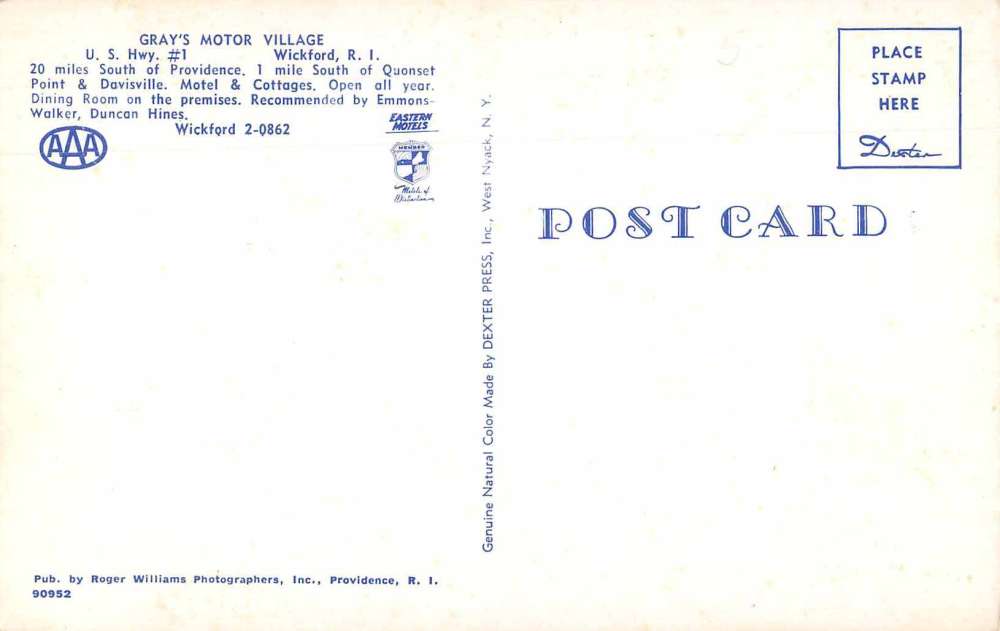 GRAY'S MOTOR VILLAGE
U. S. Hwy. #1 Wickford, R. I.
20 miles South of Providence. 1 mile South of Quonset
Point & Davisville. Motel & Cottages. Open all year.
Dining Room on the premises. Recommended by Emmons-
Walker, Duncan Hines.
Wickford 2-0862
AAA
EASTERN
MOTELS
MEMBER
Motels of
Genuine Natural Color Made By DEXTER PRESS, Inc., West Nyack, N. Y.
PLACE
STAMP
HERE
Dexter
POST CARD
Pub. by Roger Williams Photographers, Inc., Providence, R. I.
90952